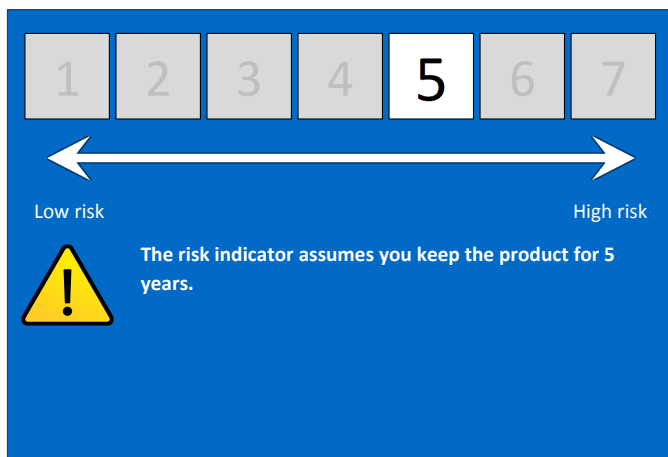 1 2 3 4 5 6 7
Low risk High risk
The risk indicator assumes you keep the product for 5
years.